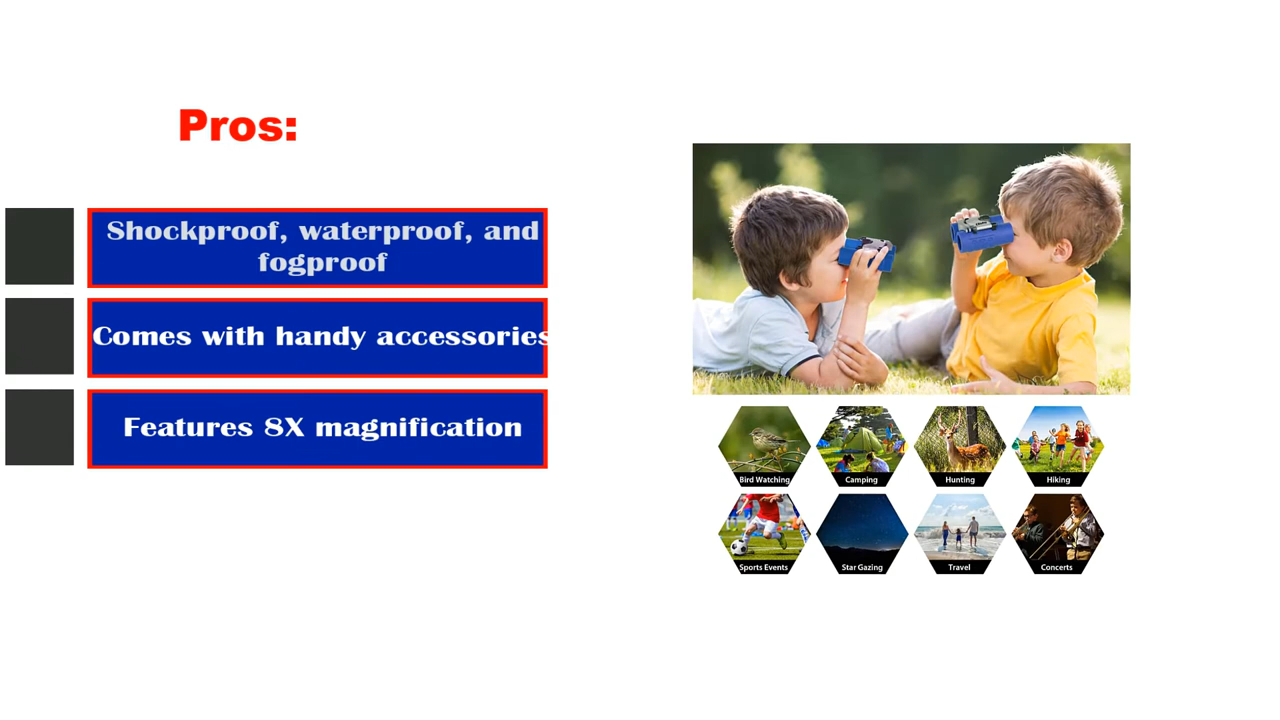 Pros:
Shockproof, waterproof, and
fogproof
Comes with handy accessories
Features 8X magnification
Bird Watching
Camping
Hunting
Hiking
Sports Events
Star Gazing
Travel
Concerts